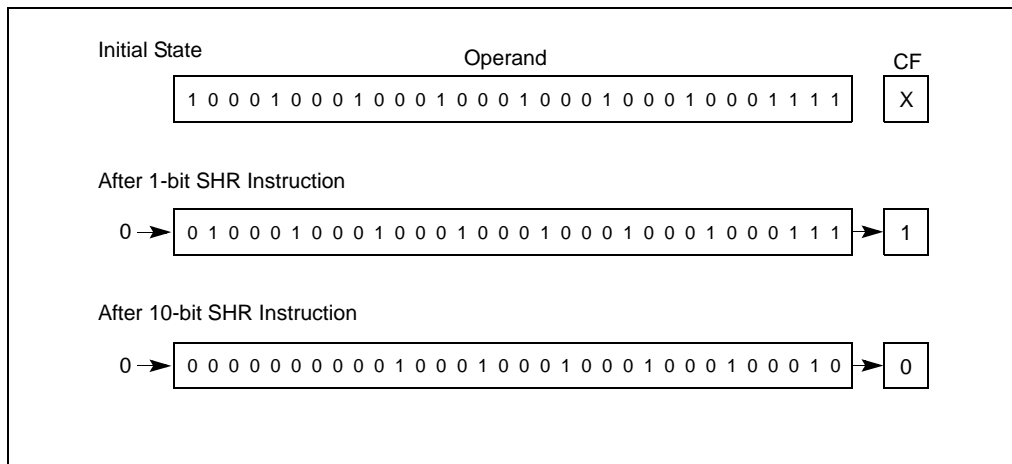 Initial State
Operand
CF
1 0 0 0 1 0 0 0 1 0 0 0 1 0 0 0 1 0 0 0 1 0 0 0 1 0 0 0 1 1 1 1
X
After 1-bit SHR Instruction
0
0 1 0 0 0 1 0 0 0 1 0 0 0 1 0 0 0 1 0 0 0 1 0 0 0 1 0 0 0 1 1 1
1
After 10-bit SHR Instruction
0
0 0 0 0 0 0 0 0 0 0 1 0 0 0 1 0 0 0 1 0 0 0 1 0 0 0 1 0 0 0 1 0
0